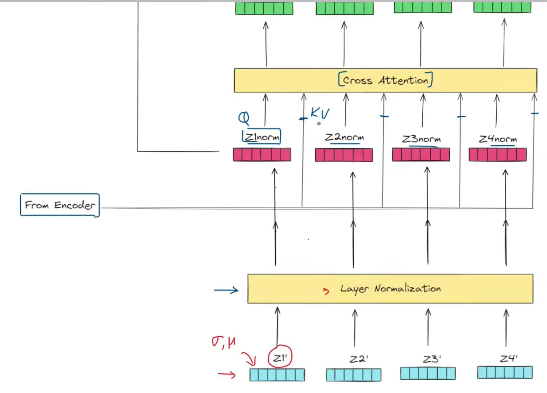 [Cross Attention]
Q
KV
Z1norm Z2norm Z3norm Z4norm
From Encoder
Layer Normalization
σ, μ
Z1' Z2' Z3' Z4'